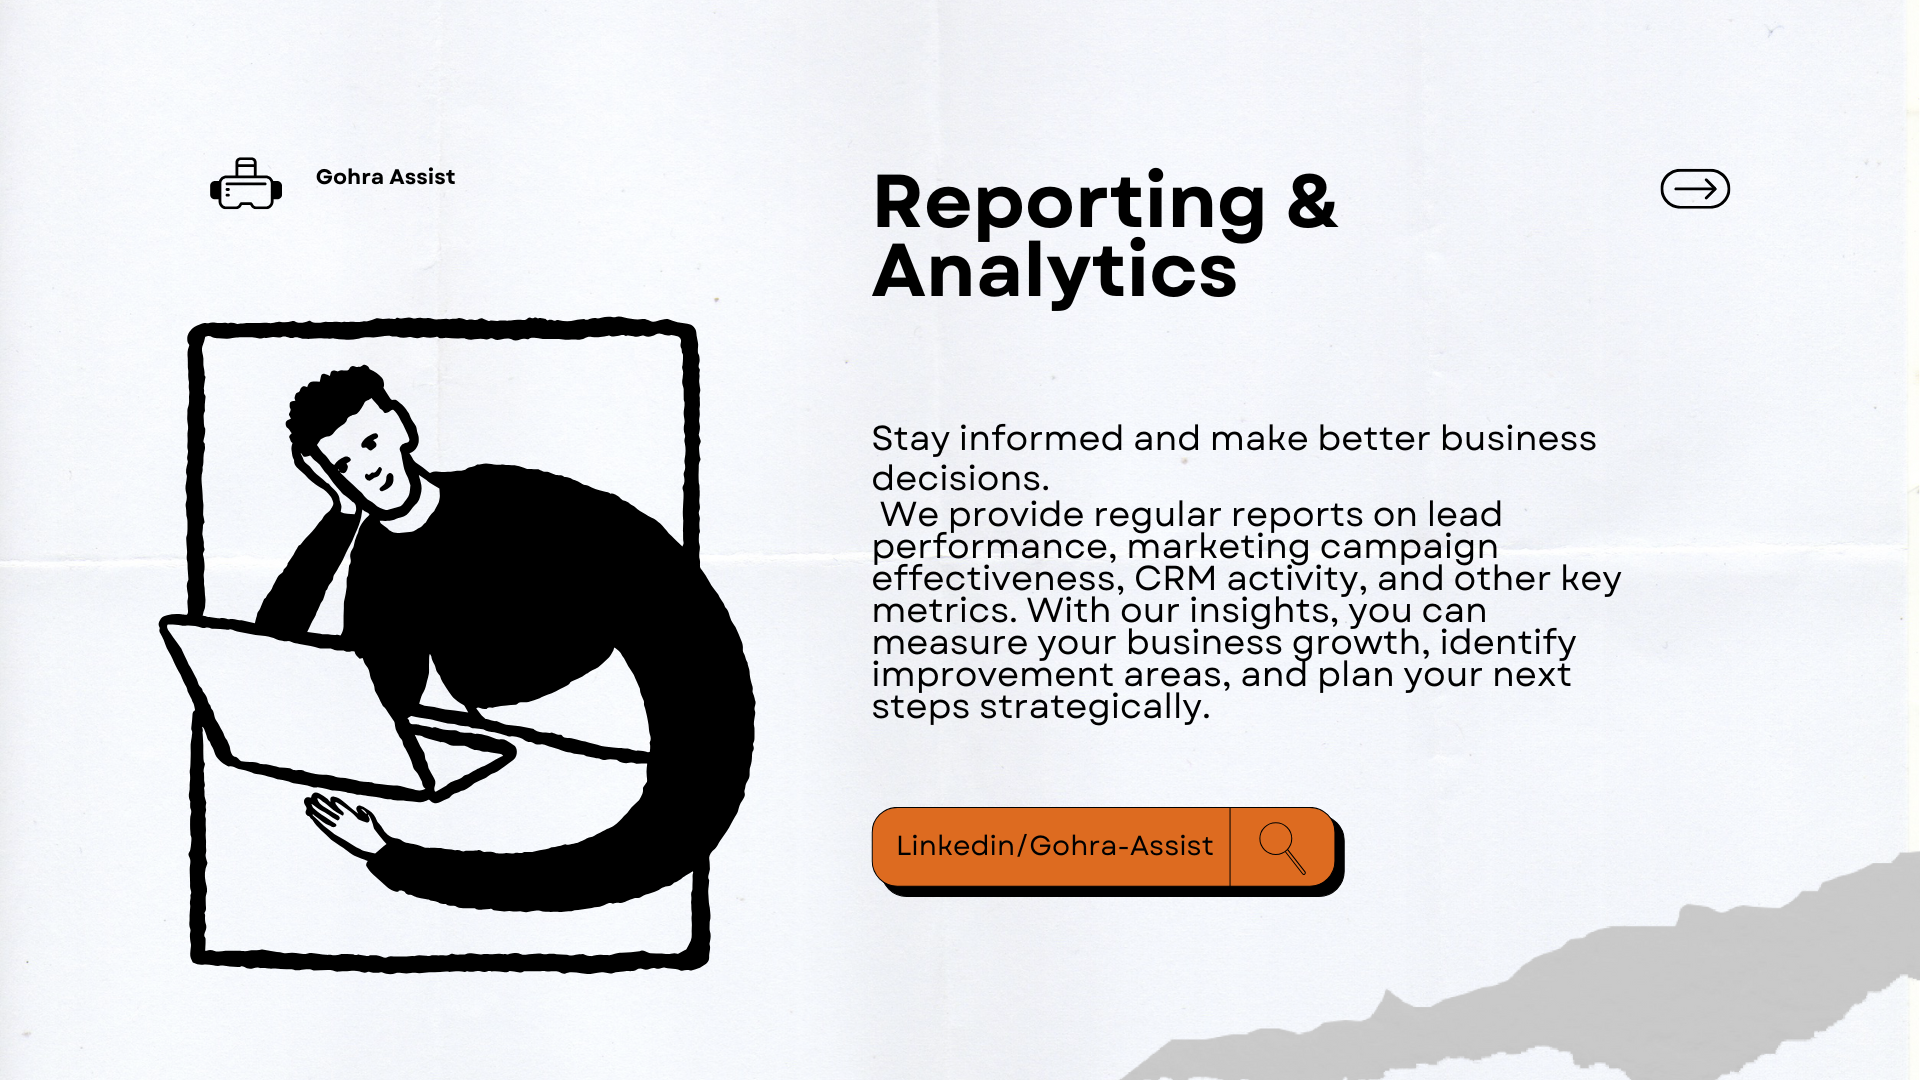 Gohra Assist
Reporting &
Analytics
Stay informed and make better business
decisions.
We provide regular reports on lead
performance, marketing campaign
effectiveness, CRM activity, and other key
metrics. With our insights, you can
measure your business growth, identify
improvement areas, and plan your next
steps strategically.
Linkedin/Gohra-Assist